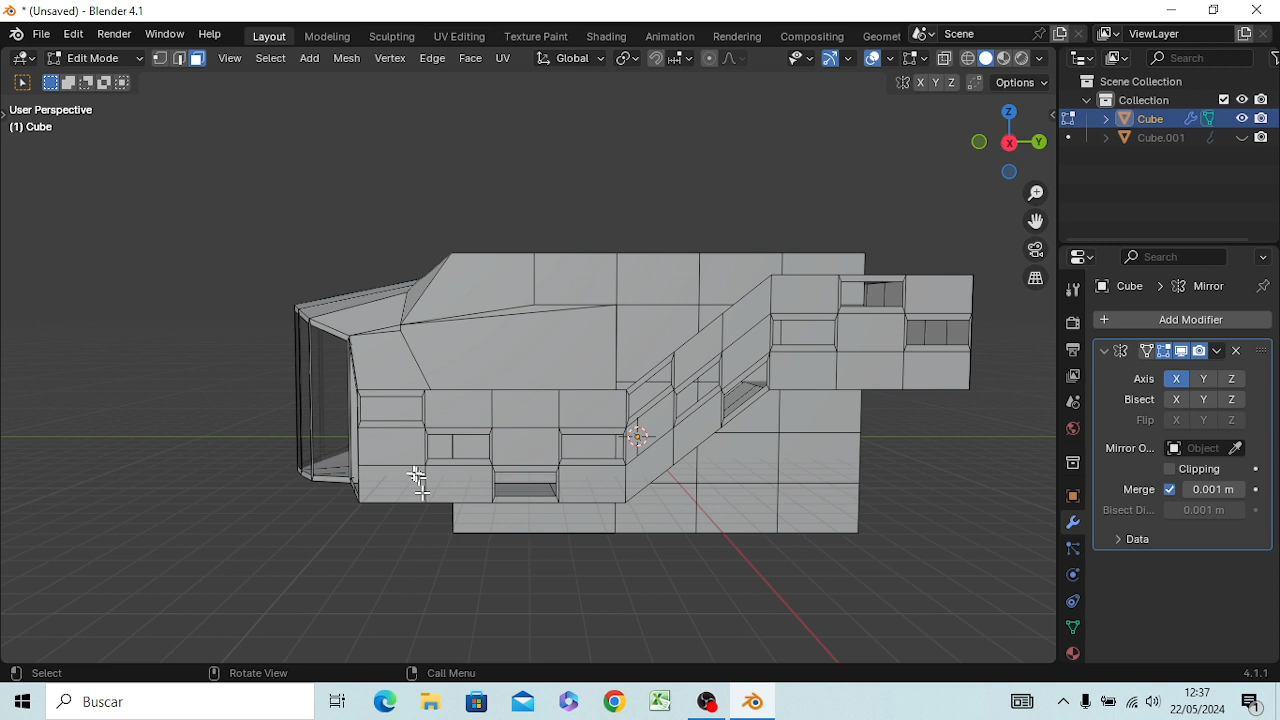 * (Unsaved) - Blender 4.1
File Edit Render Window Help Layout Modeling Sculpting UV Editing Texture Paint Shading Animation Rendering Compositing Geomet Scene ViewLayer
Edit Mode View Select Add Mesh Vertex Edge Face UV Global Search
X Y Z Options
User Perspective
(1) Cube
Z
X Y
Scene Collection
Collection
Cube
Cube.001
Search
Cube > Mirror
+ Add Modifier
Axis X Y Z
Bisect X Y Z
Flip X Y Z
Mirror O... Object
Clipping
Merge 0.001 m
Bisect Di... 0.001 m
Data
Select Rotate View Call Menu 4.1.1
Buscar
12:37
22/05/2024
1